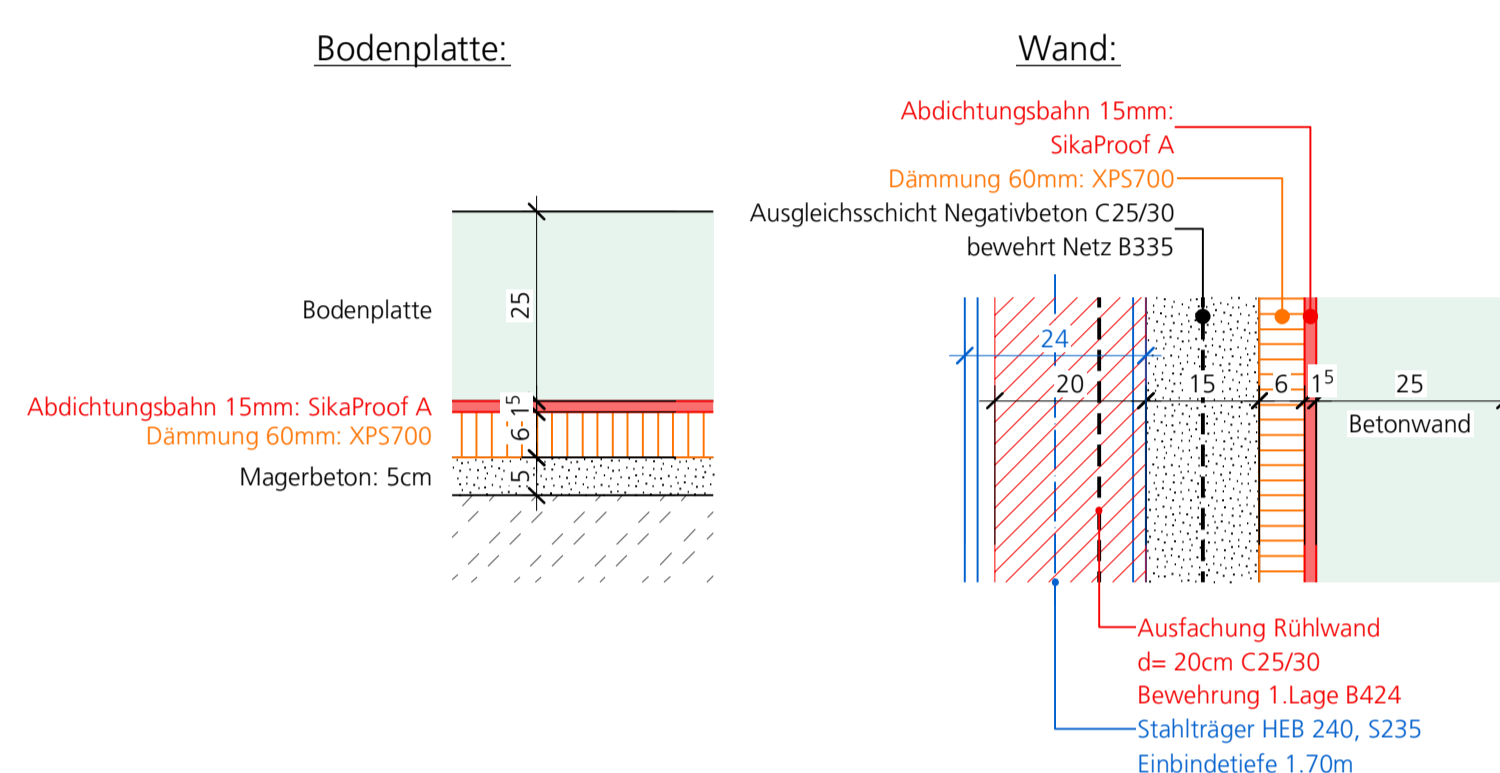 Bodenplatte:
25
Bodenplatte
Abdichtungsbahn 15mm: SikaProof A
1⁵
Dämmung 60mm: XPS700
6
Magerbeton: 5cm
5
Wand:
Abdichtungsbahn 15mm:
SikaProof A
Dämmung 60mm: XPS700
Ausgleichsschicht Negativbeton C25/30
bewehrt Netz B335
24
20 15 6 1⁵ 25
Betonwand
Ausfachung Rühlwand
d= 20cm C25/30
Bewehrung 1.Lage B424
Stahlträger HEB 240, S235
Einbindetiefe 1.70m